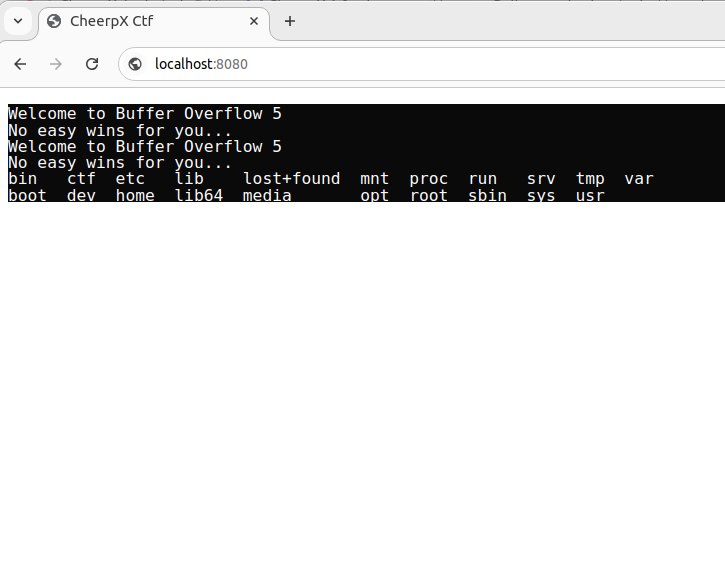 CheerpX Ctf
localhost:8080
Welcome to Buffer Overflow 5
No easy wins for you...
Welcome to Buffer Overflow 5
No easy wins for you...
bin ctf etc lib lost+found mnt proc run srv tmp var
boot dev home lib64 media opt root sbin sys usr